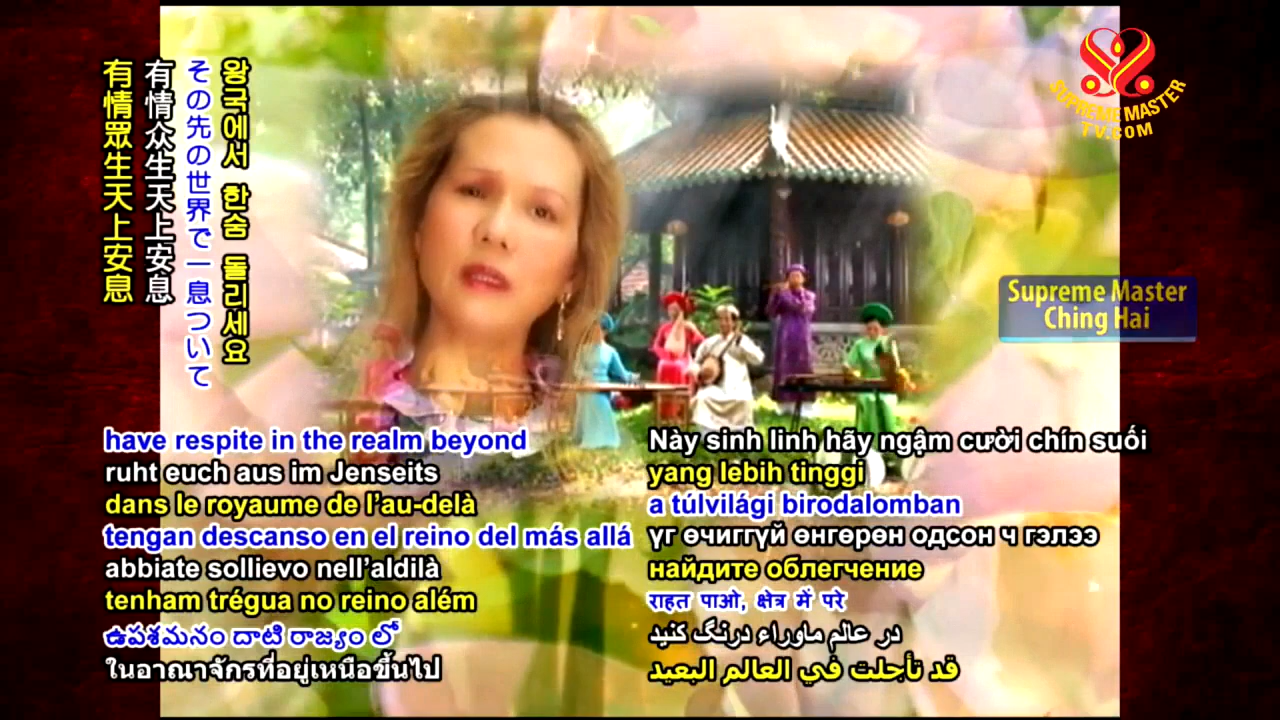 有情眾生天上安息
有情众生天上安息
その先の世界で一息ついて
왕국에서 한숨 돌리세요
SUPREME MASTER
TV.COM
Supreme Master
Ching Hai
have respite in the realm beyond
ruht euch aus im Jenseits
dans le royaume de l’au-delà
tengan descanso en el reino del más allá
abbiate sollievo nell’aldilà
tenham trégua no reino além
ఉపశమనం దాటి రాజ్యం లో
ในอาณาจักรที่อยู่เหนือขึ้นไป
Này sinh linh hãy ngậm cười chín suối
yang lebih tinggi
a túlvilági birodalomban
үг өчиггүй өнгөрөн одсон ч гэлээ
найдите облегчение
राहत पाओ, क्षेत्र में परे
در عالم ماوراء درنگ کنید
قد تأجلت في العالم البعيد